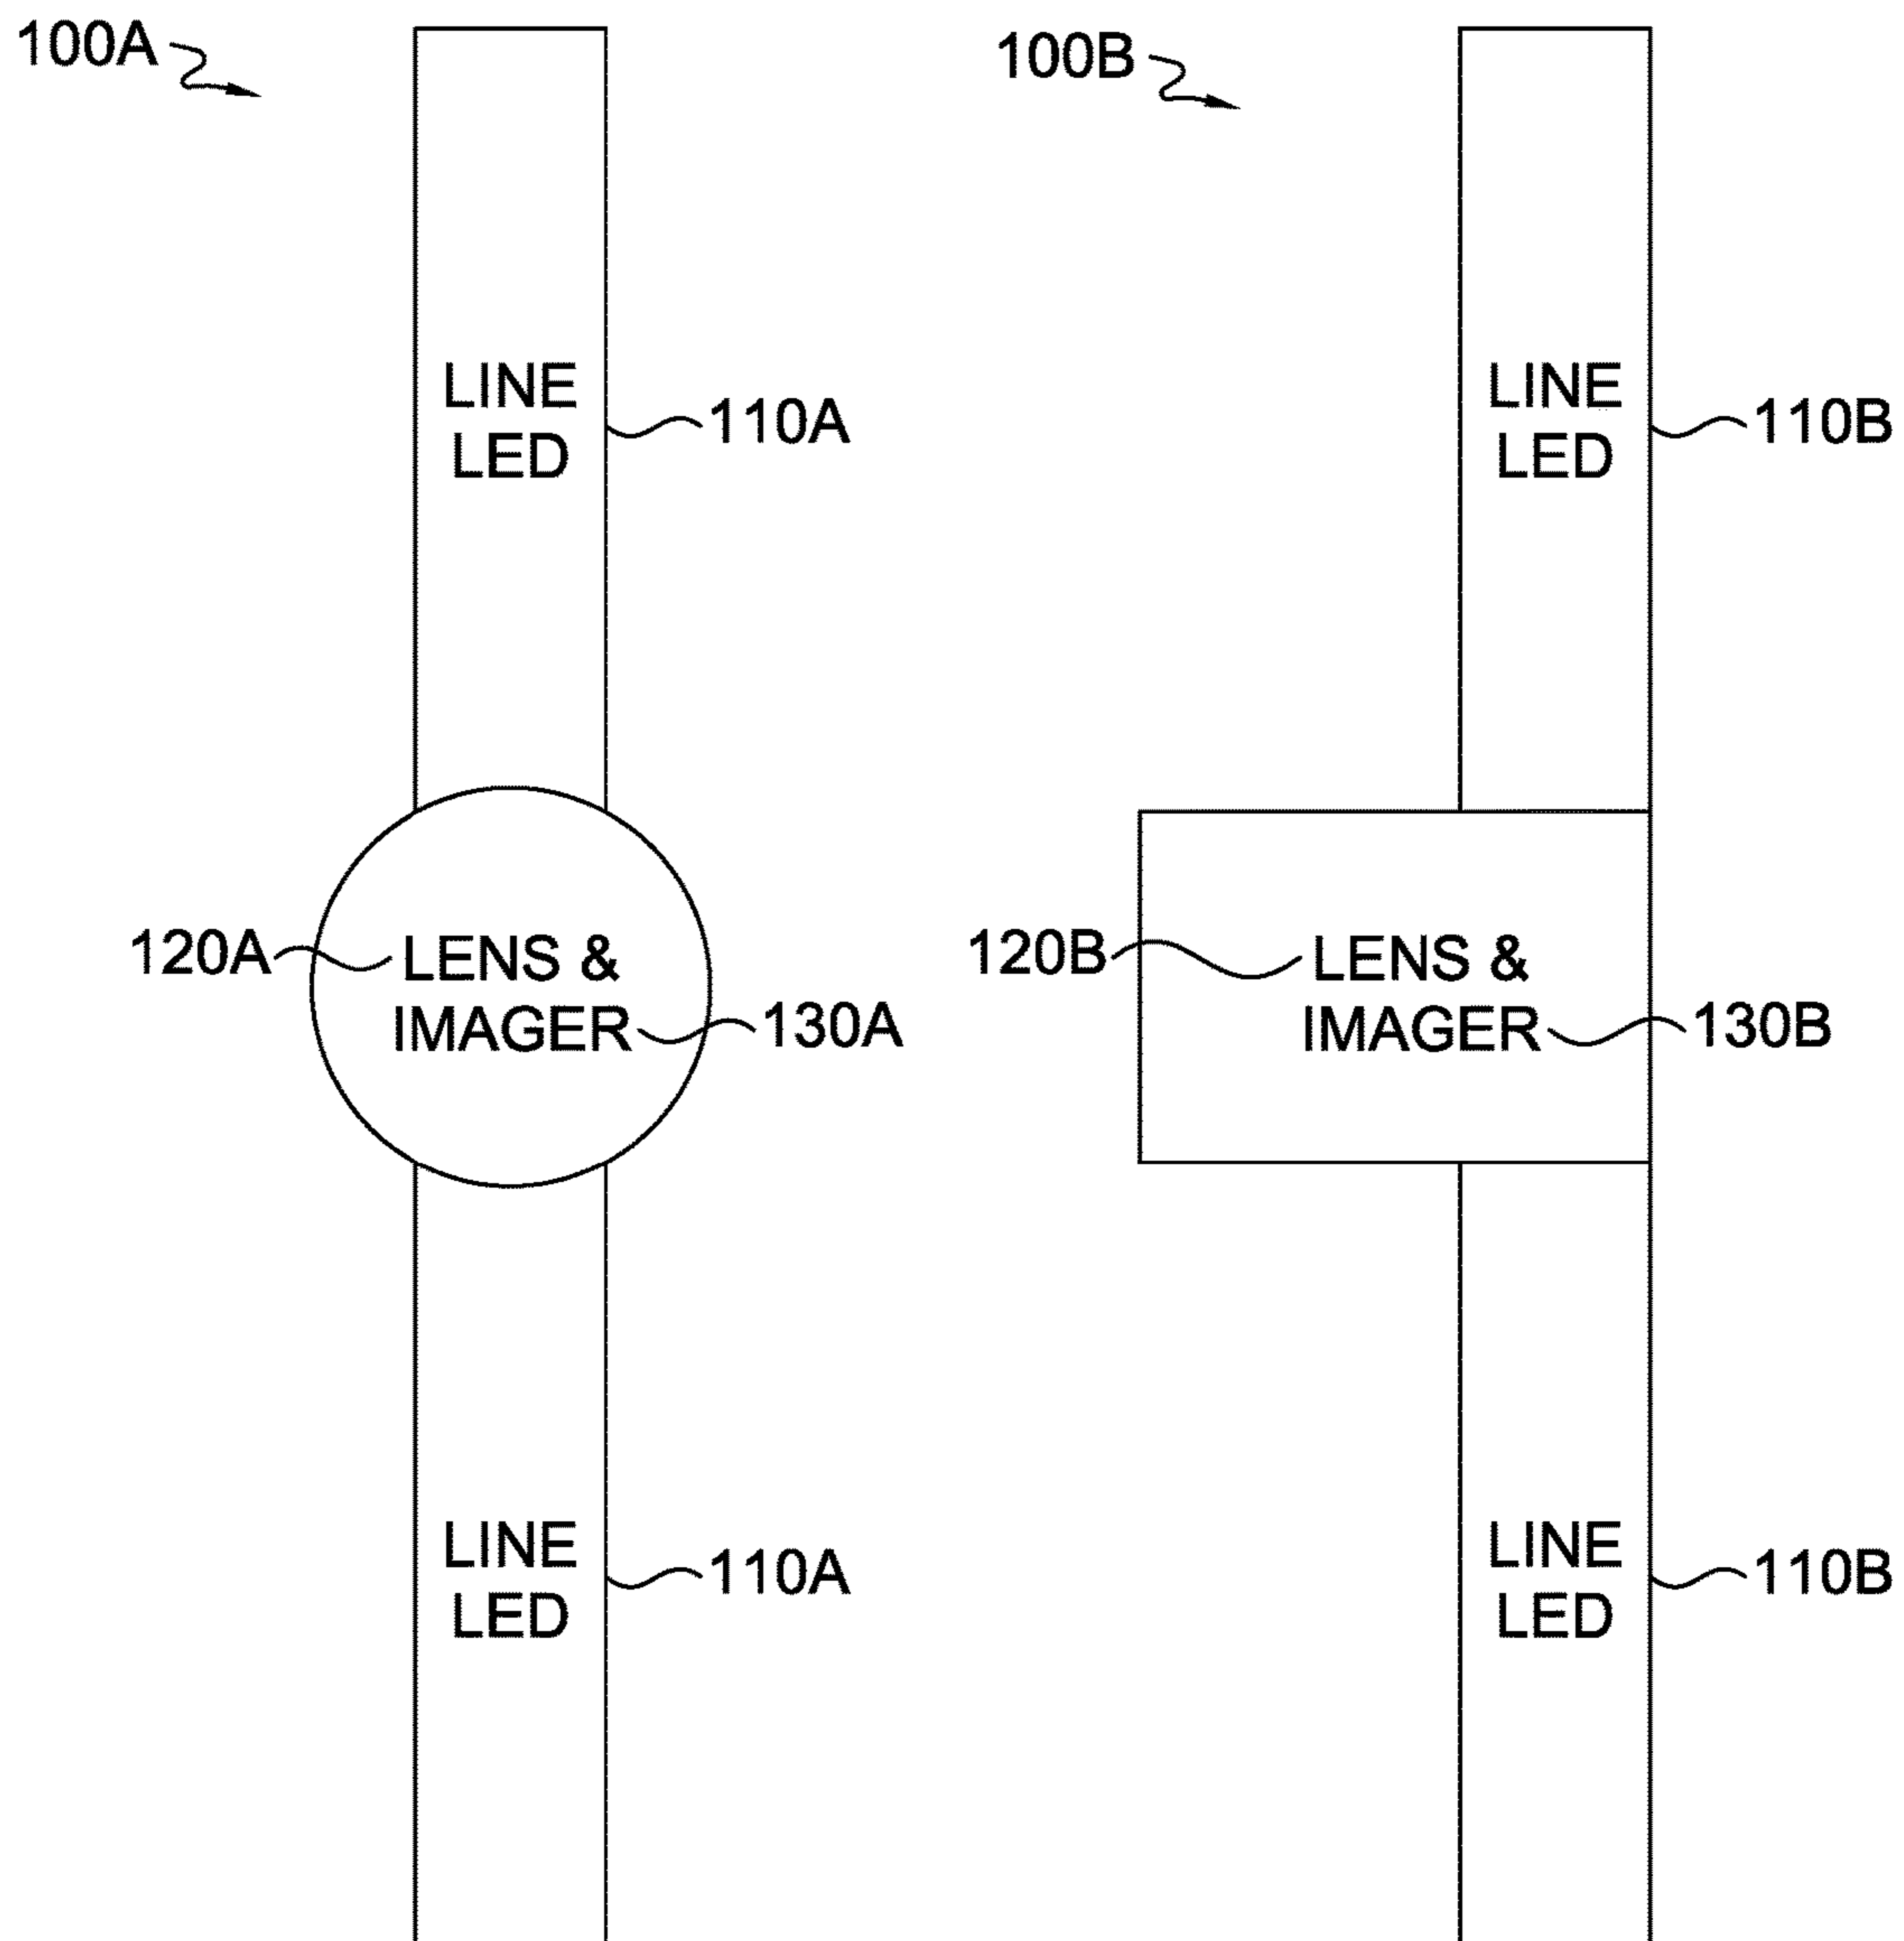 100A
100B
LINE
LED
110A
LINE
LED
110B
120A
LENS &
IMAGER
130A
120B
LENS &
IMAGER
130B
LINE
LED
110A
LINE
LED
110B